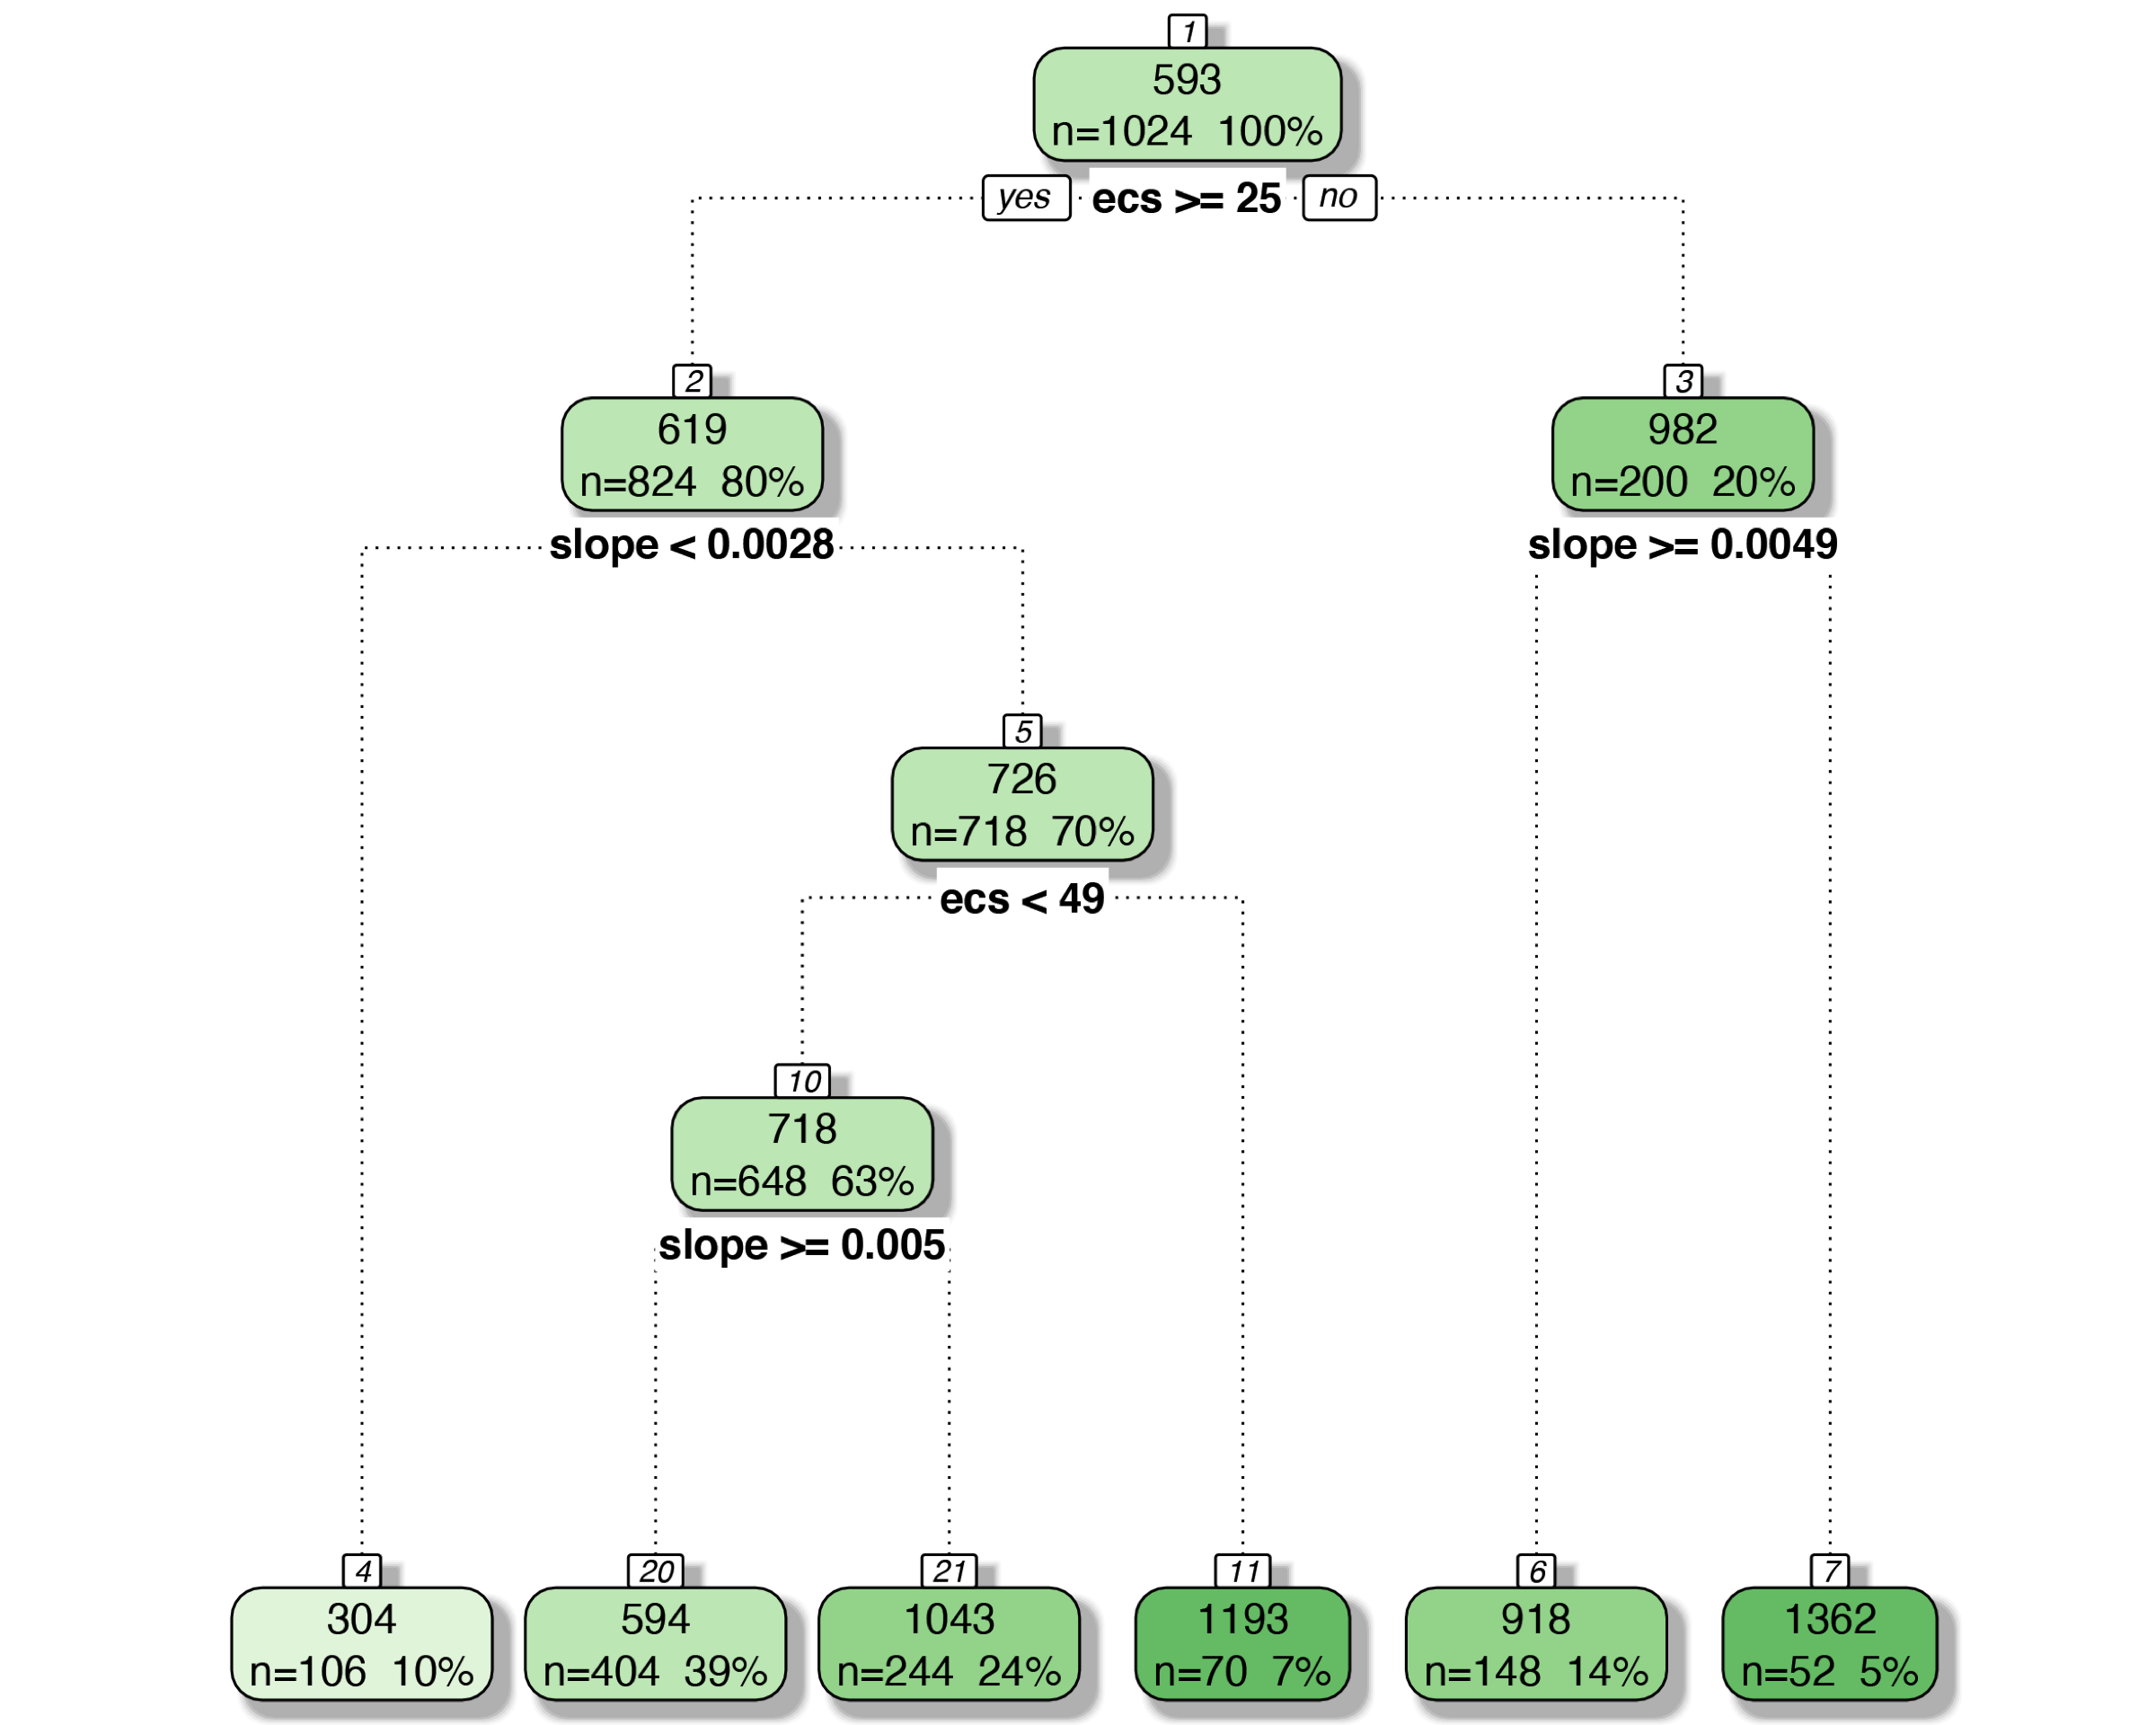 1
593
n=1024 100%
yes ecs >= 25 no
2
619
n=824 80%
3
982
n=200 20%
slope < 0.0028
slope >= 0.0049
5
726
n=718 70%
ecs < 49
10
718
n=648 63%
slope >= 0.005
4
304
n=106 10%
20
594
n=404 39%
21
1043
n=244 24%
11
1193
n=70 7%
6
918
n=148 14%
7
1362
n=52 5%